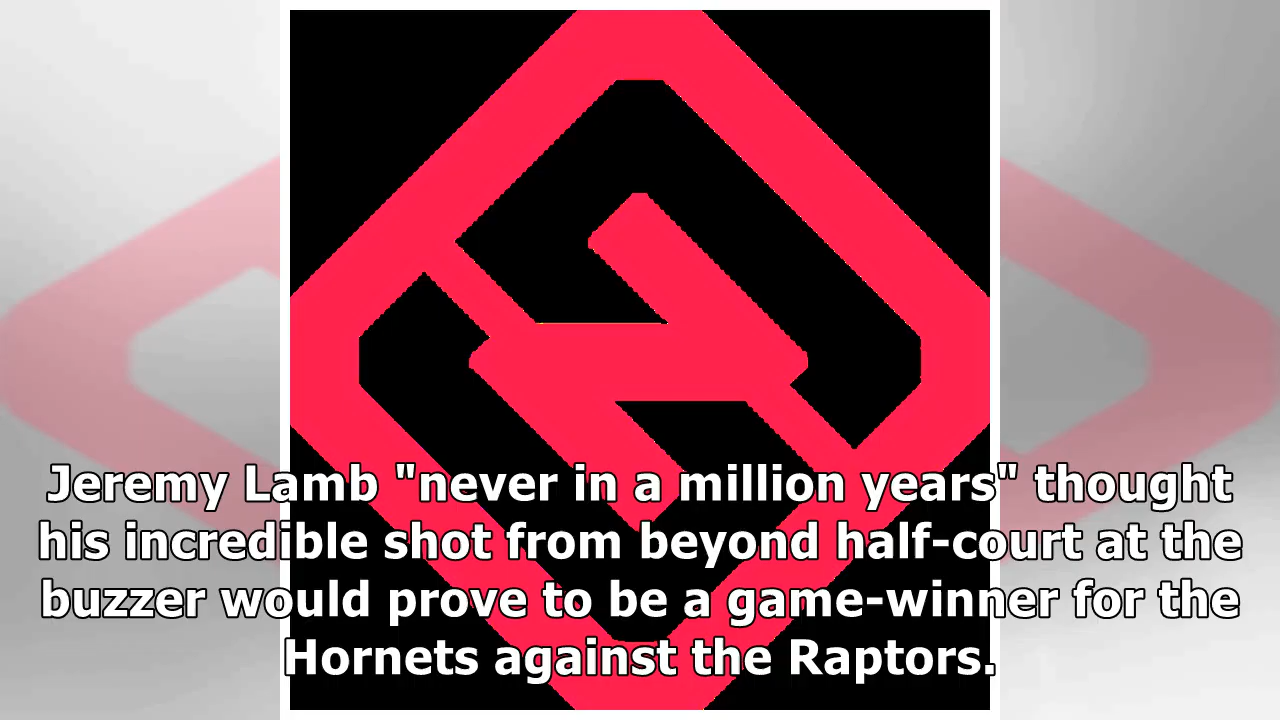 Jeremy Lamb "never in a million years" thought
his incredible shot from beyond half-court at the
buzzer would prove to be a game-winner for the
Hornets against the Raptors.